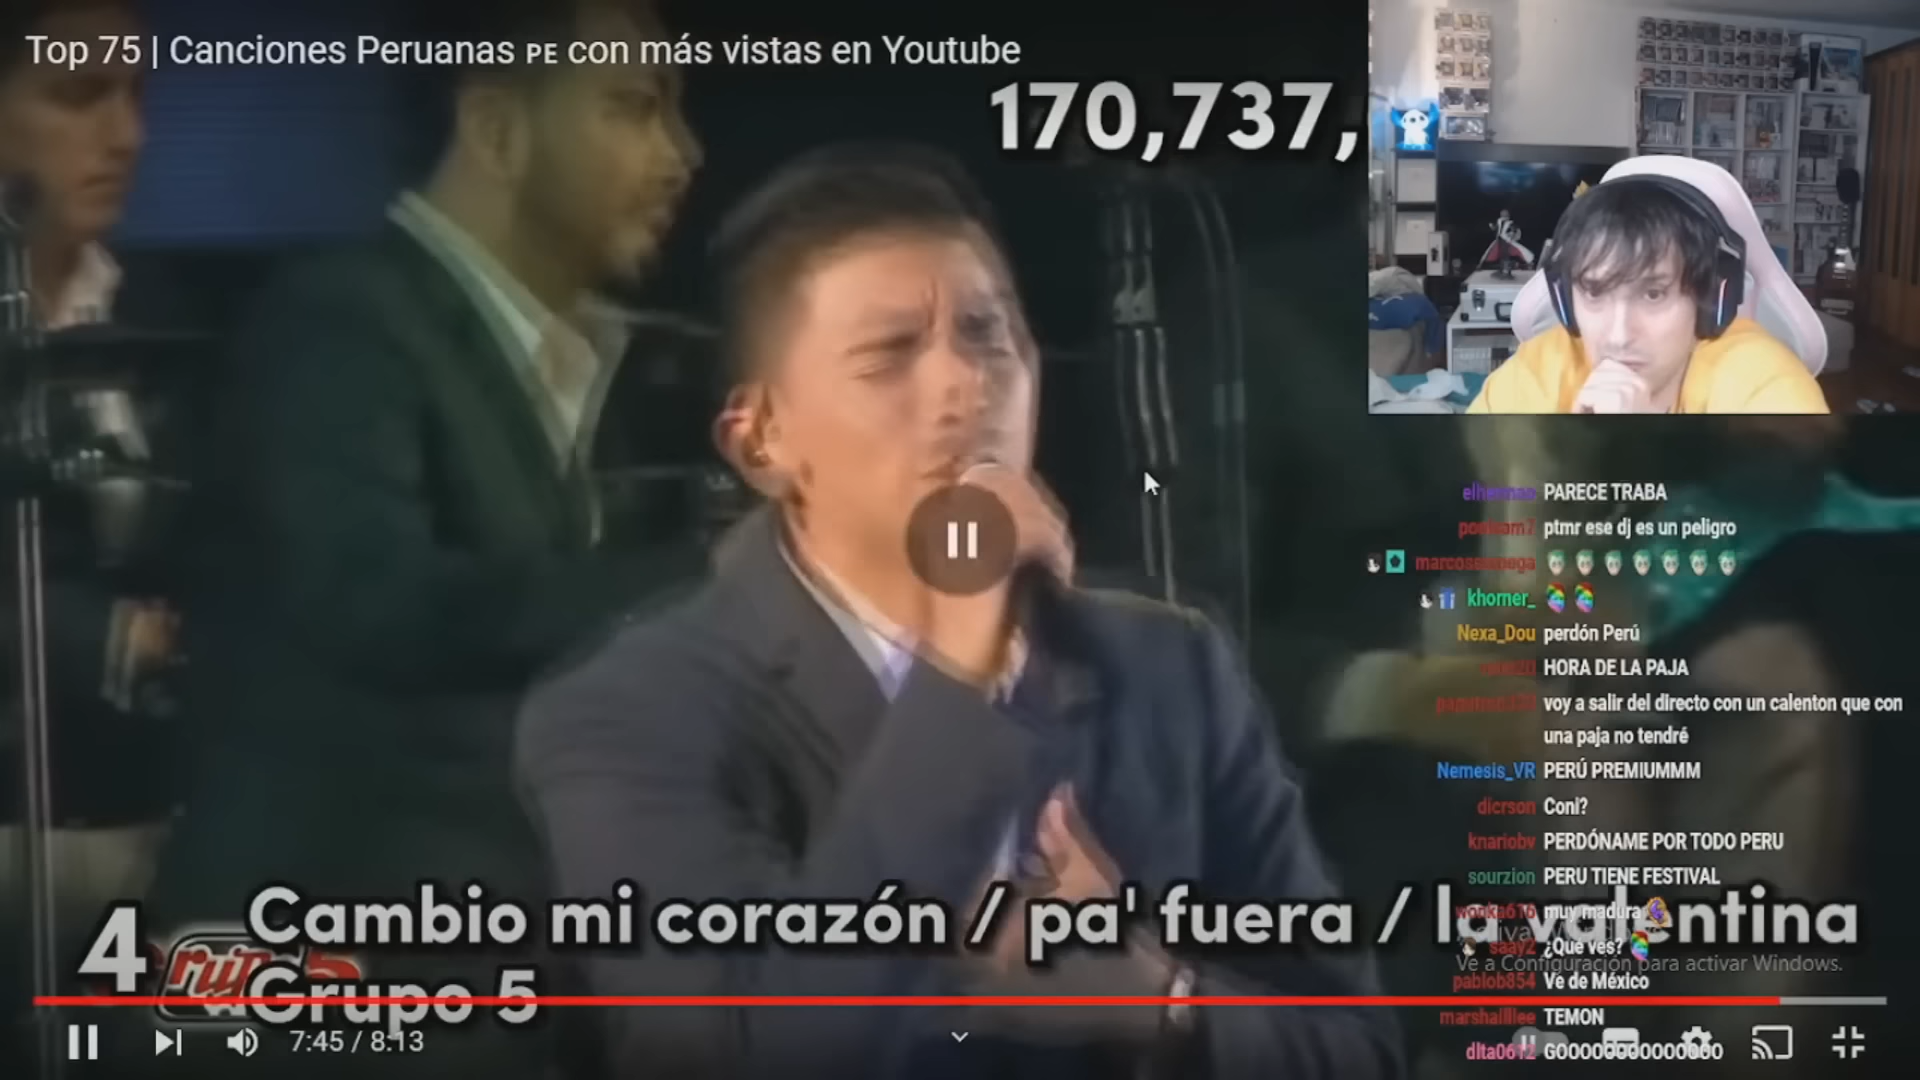 Top 75 | Canciones Peruanas PE con más vistas en Youtube
170,737,
PARECE TRABA
ptmr ese dj es un peligro
khorner_
Nexa_Dou perdón Perú
HORA DE LA PAJA
voy a salir del directo con un calenton que con
una paja no tendré
Nemesis_VR PERÚ PREMIUMMM
dicrson Coni?
knariobv PERDÓNAME POR TODO PERU
sourzion PERU TIENE FESTIVAL
muy madura
saay2 ¿Qué ves?
pablob854 Ve de México
TEMON
dlta0612 GOOOOOOOOOOOOOO
4
Cambio mi corazón / pa' fuera / la valentina
Grupo 5
Ve a Configuración para activar Windows.
7:45 / 8:13